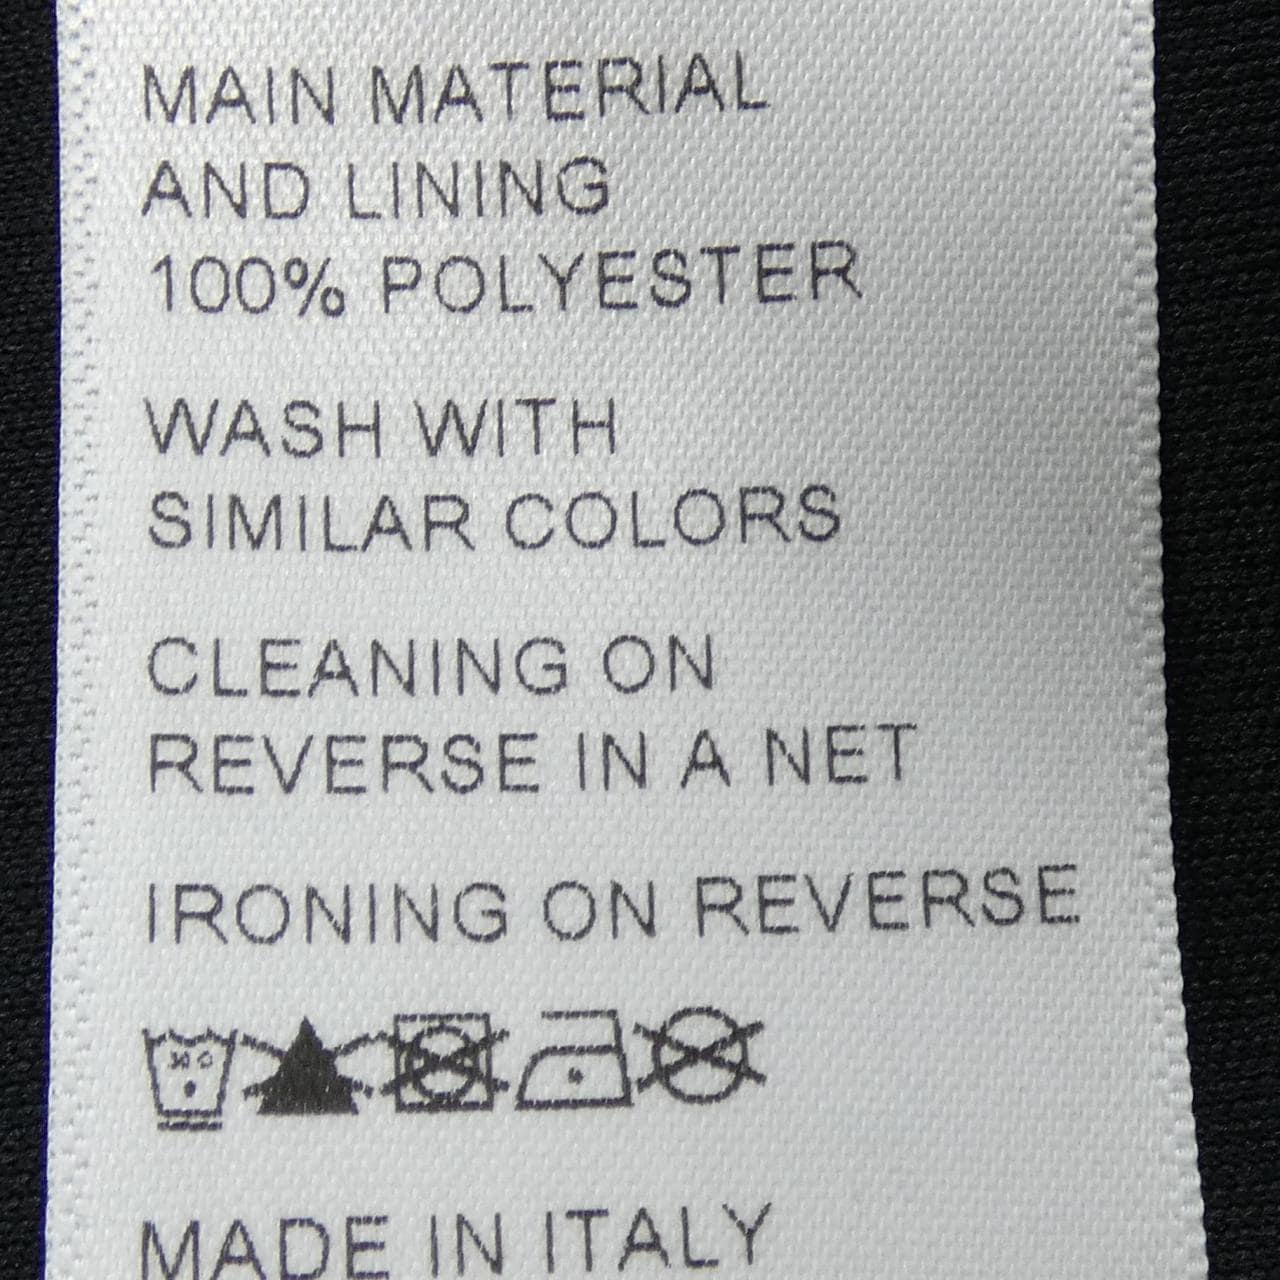 MAIN MATERIAL
AND LINING
100% POLYESTER
WASH WITH
SIMILAR COLORS
CLEANING ON
REVERSE IN A NET
IRONING ON REVERSE
MADE IN ITALY